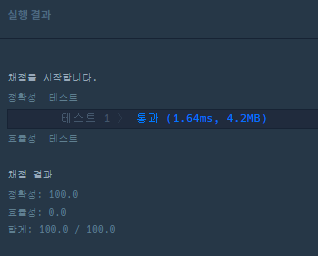 실행 결과
채점을 시작합니다.
정확성 테스트
테스트 1 〉 통과 (1.64ms, 4.2MB)
효율성 테스트
채점 결과
정확성: 100.0
효율성: 0.0
합계: 100.0 / 100.0